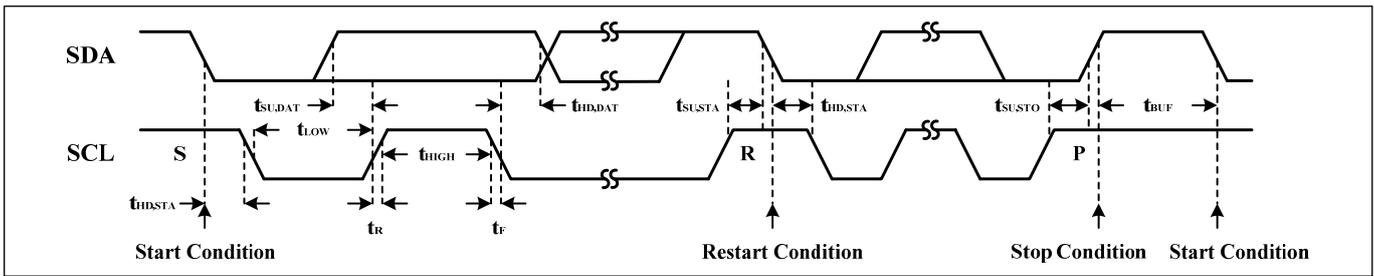 SDA
tSU,DAT tHD,DAT tSU,STA tHD,STA tSU,STO tBUF
tLOW
SCL S tHIGH R P
tHD,STA
tR tF
Start Condition Restart Condition Stop Condition Start Condition